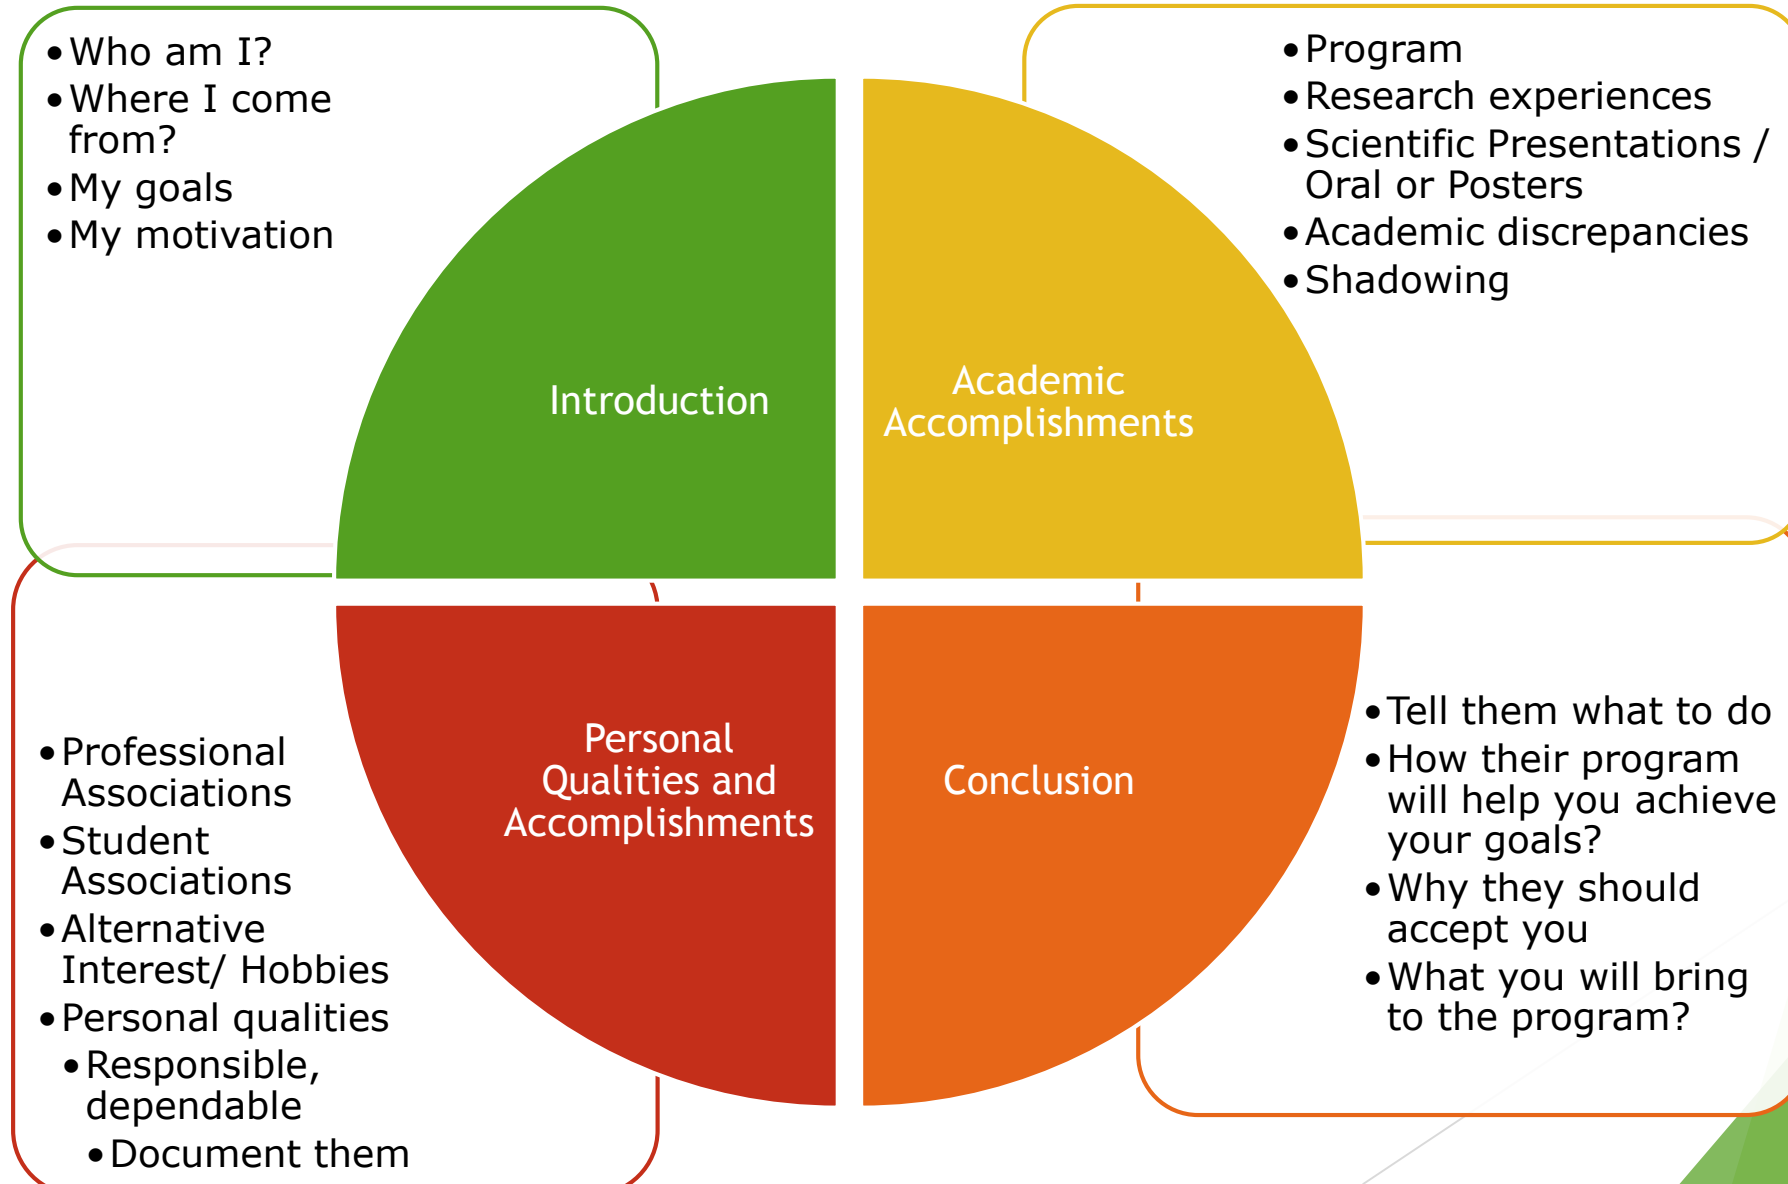 •Who am I?
•Where I come
from?
•My goals
•My motivation
Introduction
•Program
•Research experiences
•Scientific Presentations /
Oral or Posters
•Academic discrepancies
•Shadowing
Academic
Accomplishments
•Professional
Associations
•Student
Associations
•Alternative
Interest/ Hobbies
•Personal qualities
•Responsible,
dependable
•Document them
Personal
Qualities and
Accomplishments
Conclusion
•Tell them what to do
•How their program
will help you achieve
your goals?
•Why they should
accept you
•What you will bring
to the program?